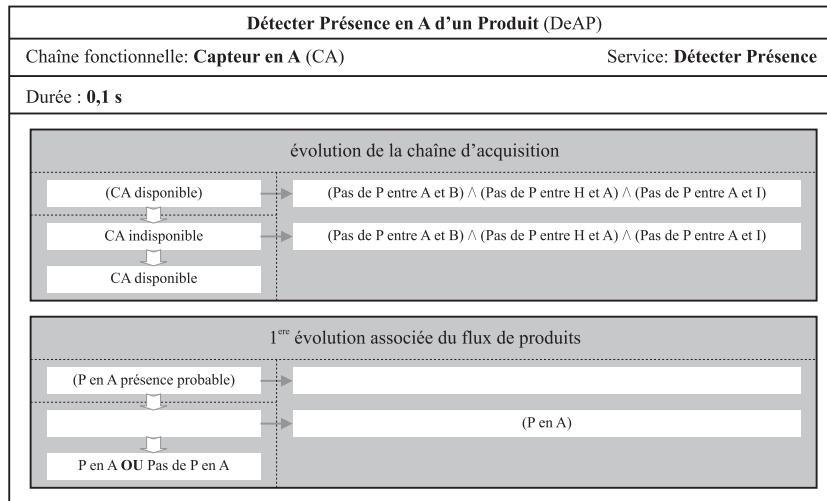 Détecter Présence en A d'un Produit (DeAP)
Chaîne fonctionnelle: Capteur en A (CA) Service: Détecter Présence
Durée : 0,1 s
évolution de la chaîne d'acquisition
(CA disponible) (Pas de P entre A et B) ∧ (Pas de P entre H et A) ∧ (Pas de P entre A et I)
CA indisponible (Pas de P entre A et B) ∧ (Pas de P entre H et A) ∧ (Pas de P entre A et I)
CA disponible
1ere évolution associée du flux de produits
(P en A présence probable)
(P en A)
P en A OU Pas de P en A